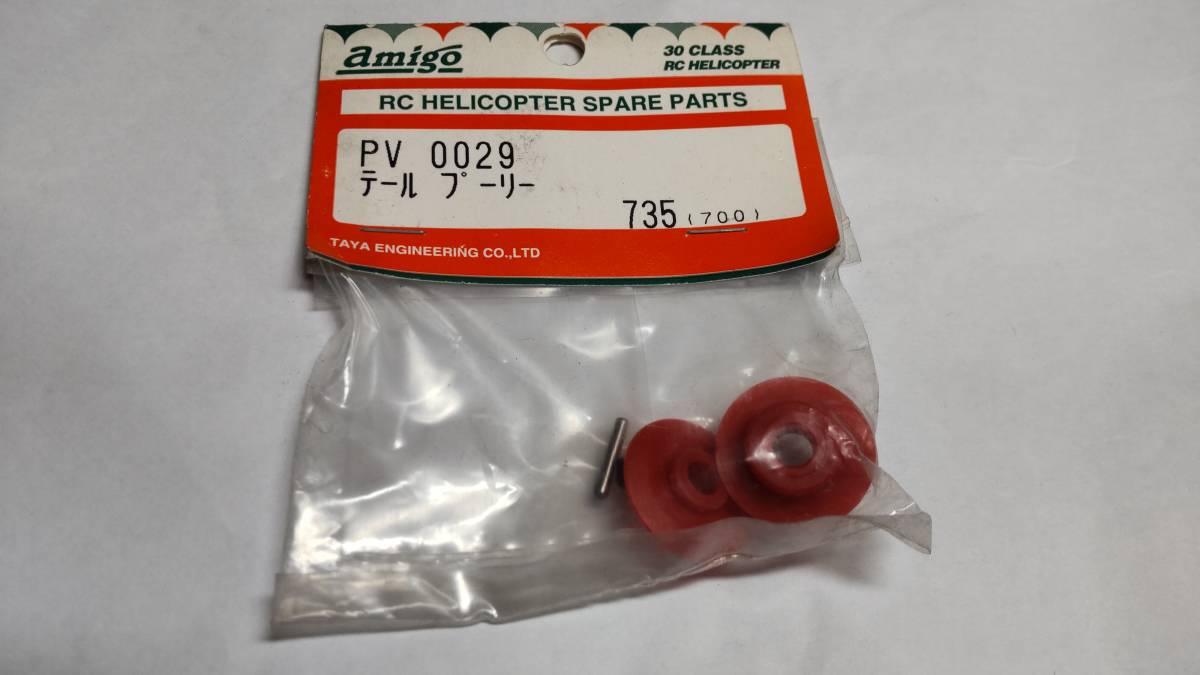 amigo
30 CLASS
RC HELICOPTER
RC HELICOPTER SPARE PARTS
PV 0029
テール プーリー
735 (700)
TAYA ENGINEERING CO.,LTD